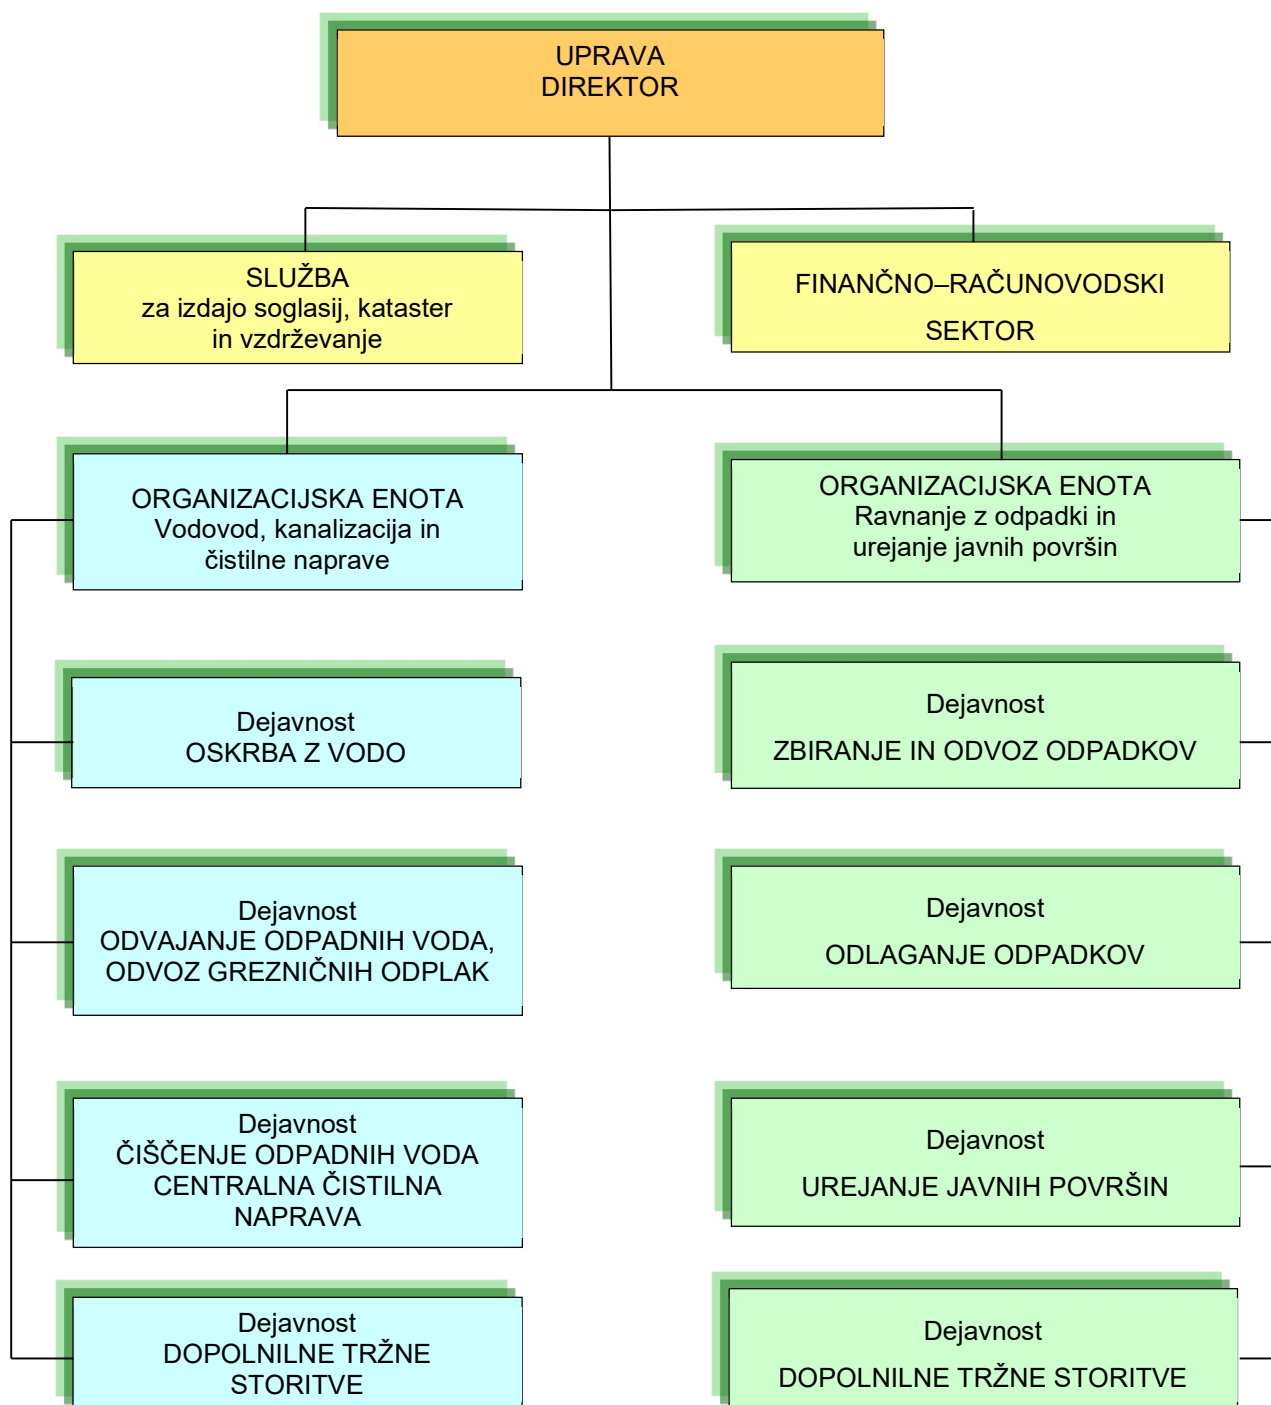 UPRAVA
DIREKTOR
SLUŽBA
za izdajo soglasij, kataster
in vzdrževanje
FINANČNO–RAČUNOVODSKI
SEKTOR
ORGANIZACIJSKA ENOTA
Vodovod, kanalizacija in
čistilne naprave
ORGANIZACIJSKA ENOTA
Ravnanje z odpadki in
urejanje javnih površin
Dejavnost
OSKRBA Z VODO
Dejavnost
ZBIRANJE IN ODVOZ ODPADKOV
Dejavnost
ODVAJANJE ODPADNIH VODA,
ODVOZ GREZNIČNIH ODPLAK
Dejavnost
ODLAGANJE ODPADKOV
Dejavnost
ČIŠČENJE ODPADNIH VODA
CENTRALNA ČISTILNA
NAPRAVA
Dejavnost
UREJANJE JAVNIH POVRŠIN
Dejavnost
DOPOLNILNE TRŽNE
STORITVE
Dejavnost
DOPOLNILNE TRŽNE STORITVE